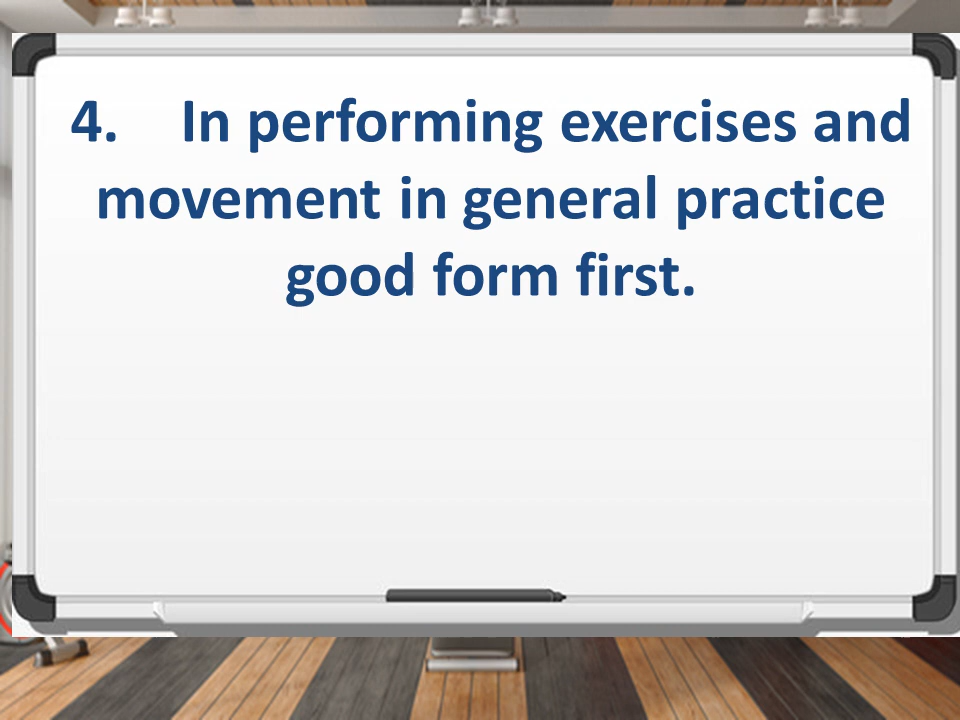 4. In performing exercises and
movement in general practice
good form first.